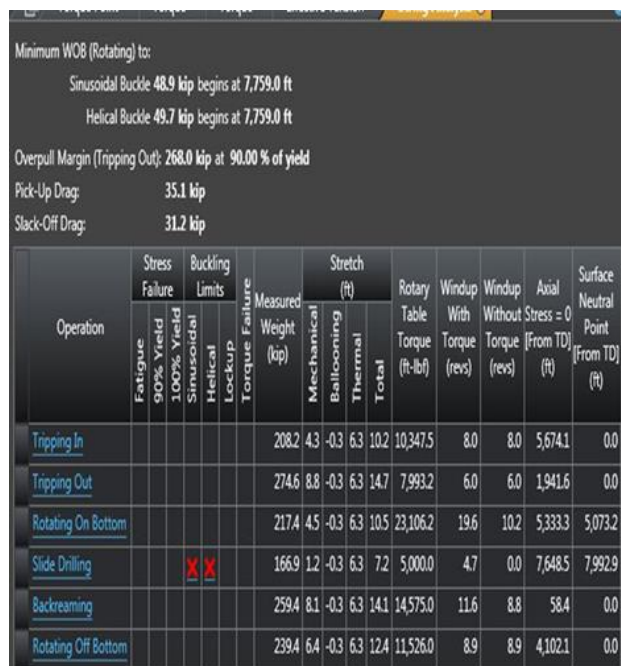 Minimum WOB (Rotating) to:
Sinusoidal Buckle 48.9 kip begins at 7,759.0 ft
Helical Buckle 49.7 kip begins at 7,759.0 ft
Overpull Margin (Tripping Out): 268.0 kip at 90.00 % of yield
Pick-Up Drag: 35.1 kip
Slack-Off Drag: 31.2 kip
Operation
Stress Failure
Fatigue
90% Yield
100% Yield
Buckling Limits
Sinusoidal
Helical
Lockup
Torque Failure
Measured Weight (kip)
Stretch (ft)
Mechanical
Ballooning
Thermal
Total
Rotary Table Torque (ft-lbf)
Windup With Torque (revs)
Windup Without Torque (revs)
Axial Stress = 0 [From TD] (ft)
Surface Neutral Point [From TD] (ft)
Tripping In 208.2 4.3 -0.3 6.3 10.2 10,347.5 8.0 8.0 5,674.1 0.0
Tripping Out 274.6 8.8 -0.3 6.3 14.7 7,993.2 6.0 6.0 1,941.6 0.0
Rotating On Bottom 217.4 4.5 -0.3 6.3 10.5 23,106.2 19.6 10.2 5,333.3 5,073.2
Slide Drilling X X 166.9 1.2 -0.3 6.3 7.2 5,000.0 4.7 0.0 7,648.5 7,992.9
Backreaming 259.4 8.1 -0.3 6.3 14.1 14,575.0 11.6 8.8 58.4 0.0
Rotating Off Bottom 239.4 6.4 -0.3 6.3 12.4 11,526.0 8.9 8.9 4,102.1 0.0